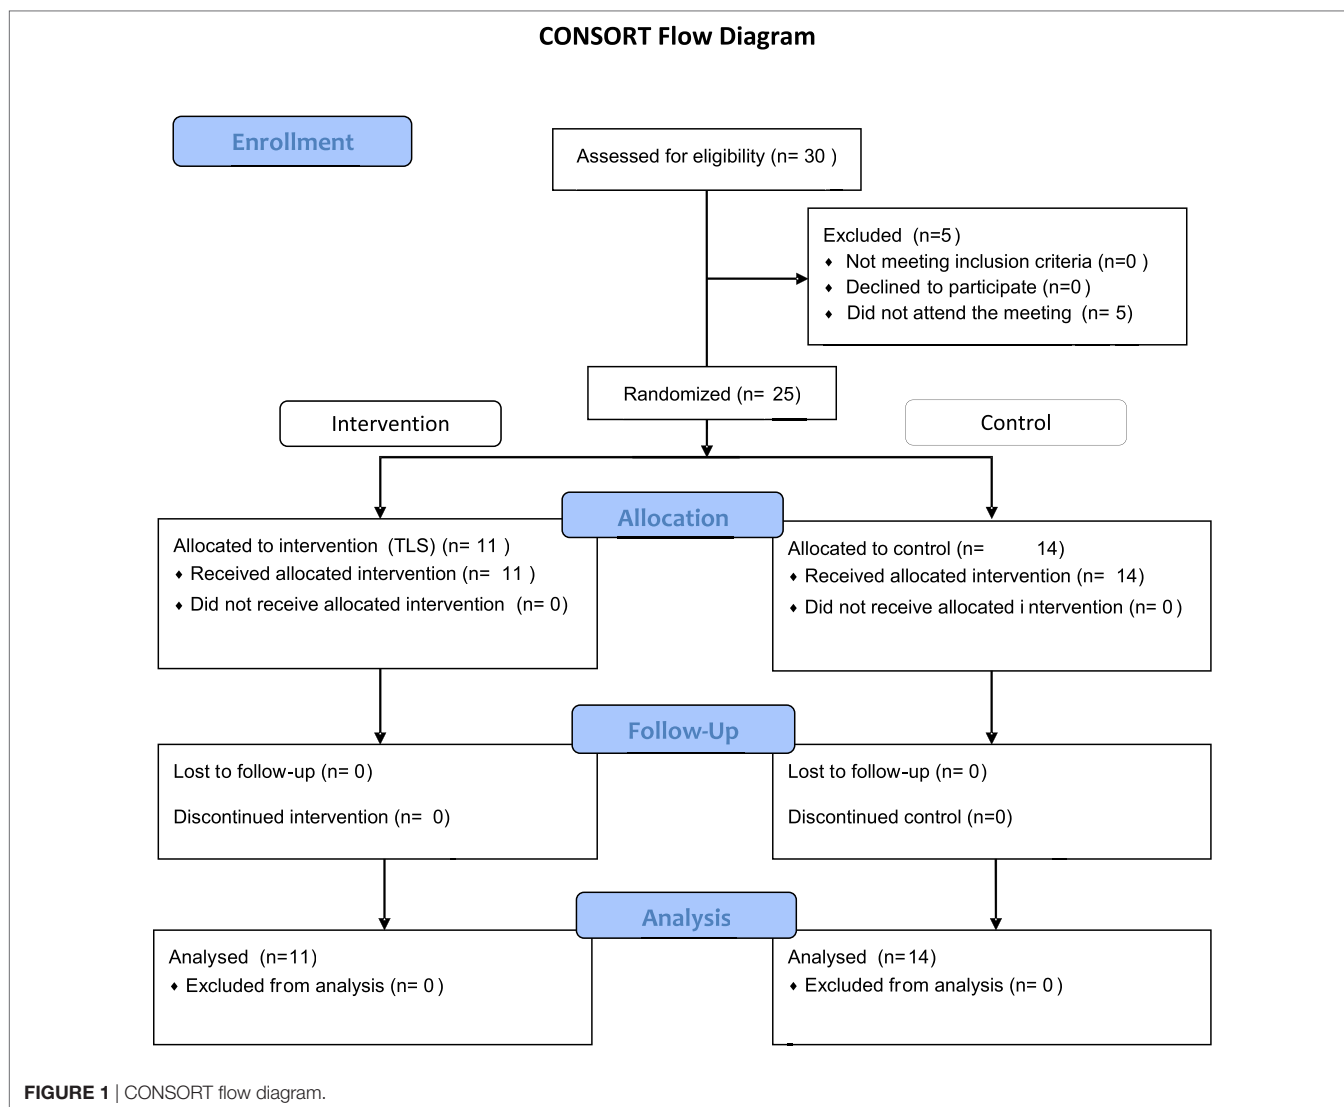 CONSORT Flow Diagram
Enrollment
Assessed for eligibility (n= 30 )
Excluded (n=5)
♦ Not meeting inclusion criteria (n=0 )
♦ Declined to participate (n=0)
♦ Did not attend the meeting (n= 5)
Randomized (n= 25)
Intervention
Control
Allocation
Allocated to intervention (TLS) (n= 11 )
♦ Received allocated intervention (n= 11 )
♦ Did not receive allocated intervention (n= 0)
Allocated to control (n= 14)
♦ Received allocated intervention (n= 14)
♦ Did not receive allocated i ntervention (n= 0 )
Follow-Up
Lost to follow-up (n= 0)
Discontinued intervention (n= 0)
Lost to follow-up (n= 0)
Discontinued control (n=0)
Analysis
Analysed (n=11)
♦ Excluded from analysis (n= 0 )
Analysed (n=14)
♦ Excluded from analysis (n= 0 )
FIGURE 1 | CONSORT flow diagram.